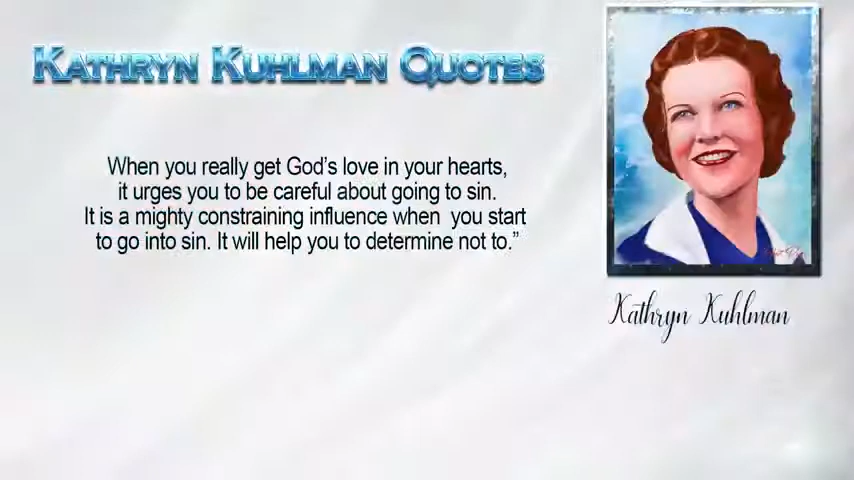 KATHRYN KUHLMAN QUOTES
When you really get God's love in your hearts,
it urges you to be careful about going to sin.
It is a mighty constraining influence when  you start
to go into sin. It will help you to determine not to.”
Kathryn Kuhlman